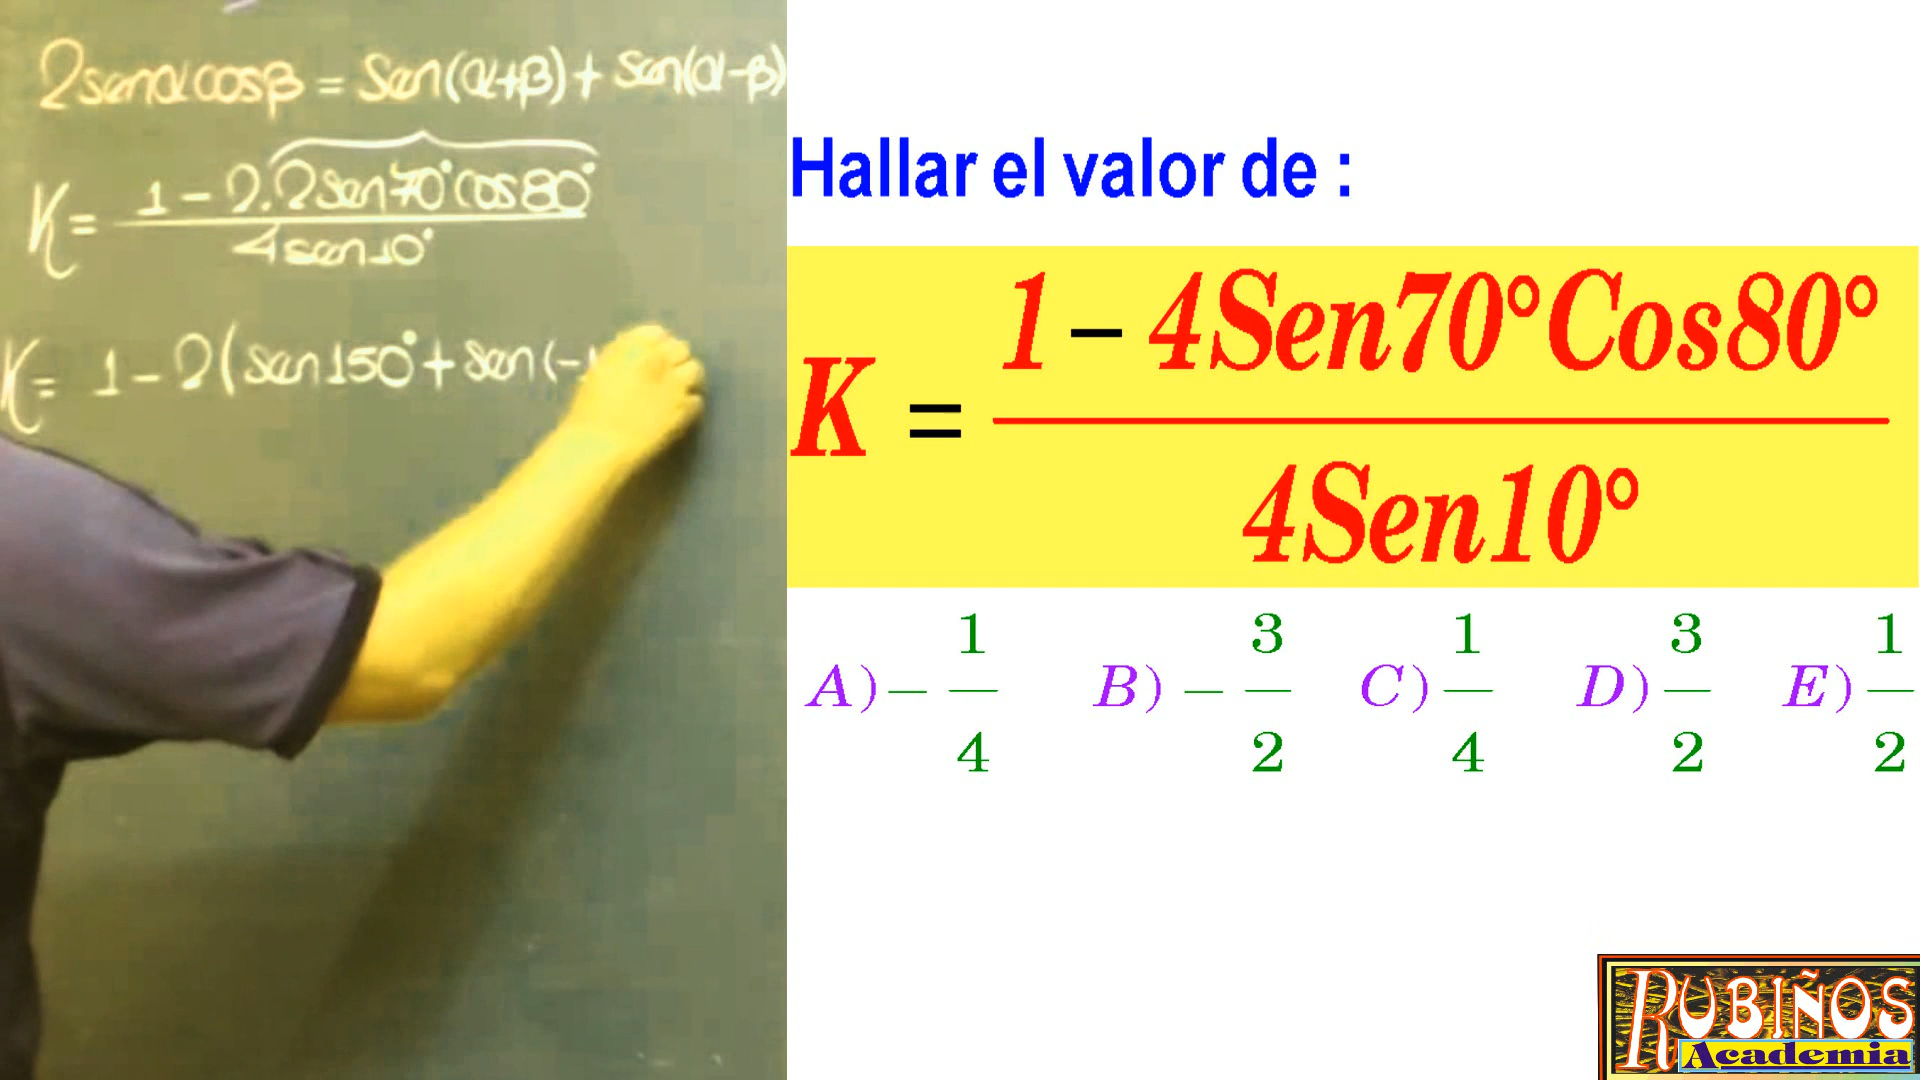 2senαcosβ = Sen(α+β) + Sen(α-β)
K = 1 - 2.2Sen70°Cos80°
4sen10°
K = 1 - 2(Sen150° + Sen(-
Hallar el valor de :
K = 1 - 4Sen70°Cos80°
4Sen10°
A) - 1/4 B) - 3/2 C) 1/4 D) 3/2 E) 1/2
RUBIÑOS
Academia